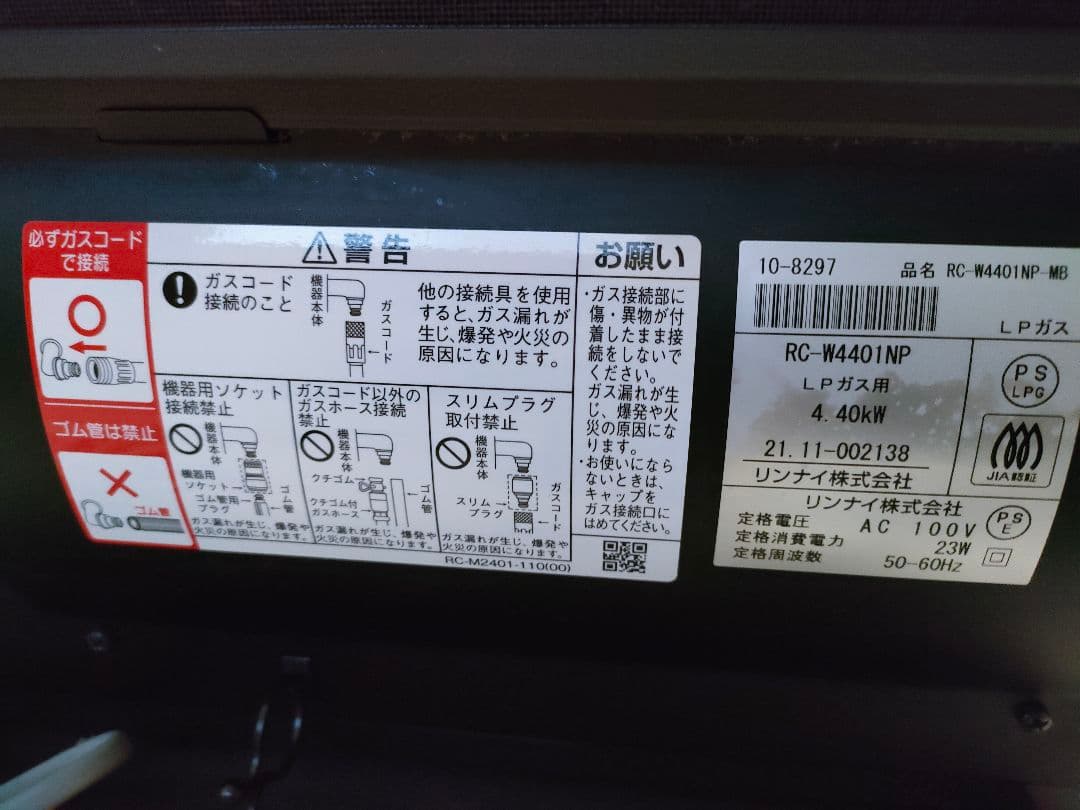 必ずガスコード
で接続
ゴム管は禁止
ゴム管
警告
ガスコード
接続のこと
機器本体
ガスコード
他の接続具を使用
すると、ガス漏れが
生じ、爆発や火災の
原因になります。
機器用ソケット
接続禁止
機器本体
機器用
ソケット
ゴム管用
プラグ
ゴム管
ガス漏れが生じ、爆発や
火災の原因になります。
ガスコード以外の
ガスホース接続
禁止
機器本体
クチゴム
クチゴム付
ガスホース
ゴム管
ガス漏れが生じ、爆発や
火災の原因になります。
スリムプラグ
取付禁止
機器本体
スリム
プラグ
ガスコード
ガス漏れが生じ、爆発や
火災の原因になります。
RC-M2401-110(00)
お願い
・ガス接続部に
傷・異物が付
着したまま接
続をしないで
ください。
ガス漏れが生
じ、爆発や火
災の原因にな
ります。
・お使いになら
ないときは、
キャップを
ガス接続口に
はめてください。
10-8297
品名 RC-W4401NP-MB
LPガス
RC-W4401NP
LPガス用
4.40kW
21.11-002138
リンナイ株式会社
PS
LPG
JIA
リンナイ株式会社
定格電圧 AC 100V
定格消費電力 23W
定格周波数 50-60Hz
PS
E